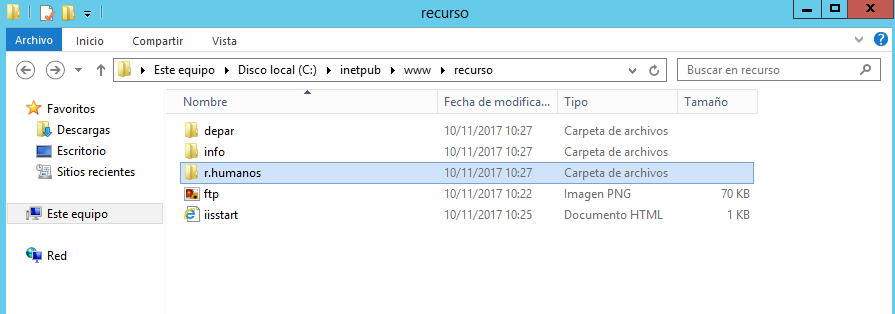 recurso
Archivo Inicio Compartir Vista
Este equipo Disco local (C:) inetpub www recurso Buscar en recurso
Favoritos
Descargas
Escritorio
Sitios recientes
Este equipo
Red
Nombre Fecha de modifica... Tipo Tamaño
depar 10/11/2017 10:27 Carpeta de archivos
info 10/11/2017 10:27 Carpeta de archivos
r.humanos 10/11/2017 10:27 Carpeta de archivos
ftp 10/11/2017 10:22 Imagen PNG 70 KB
iisstart 10/11/2017 10:25 Documento HTML 1 KB